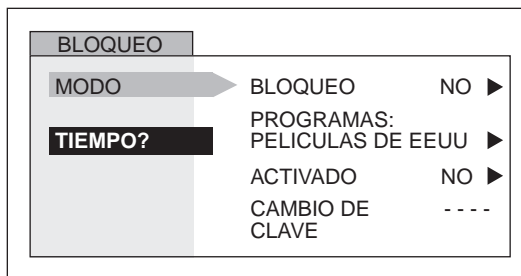 BLOQUEO
MODO
TIEMPO?
BLOQUEO NO ▶
PROGRAMAS:
PELICULAS DE EEUU ▶
ACTIVADO NO ▶
CAMBIO DE - - - -
CLAVE